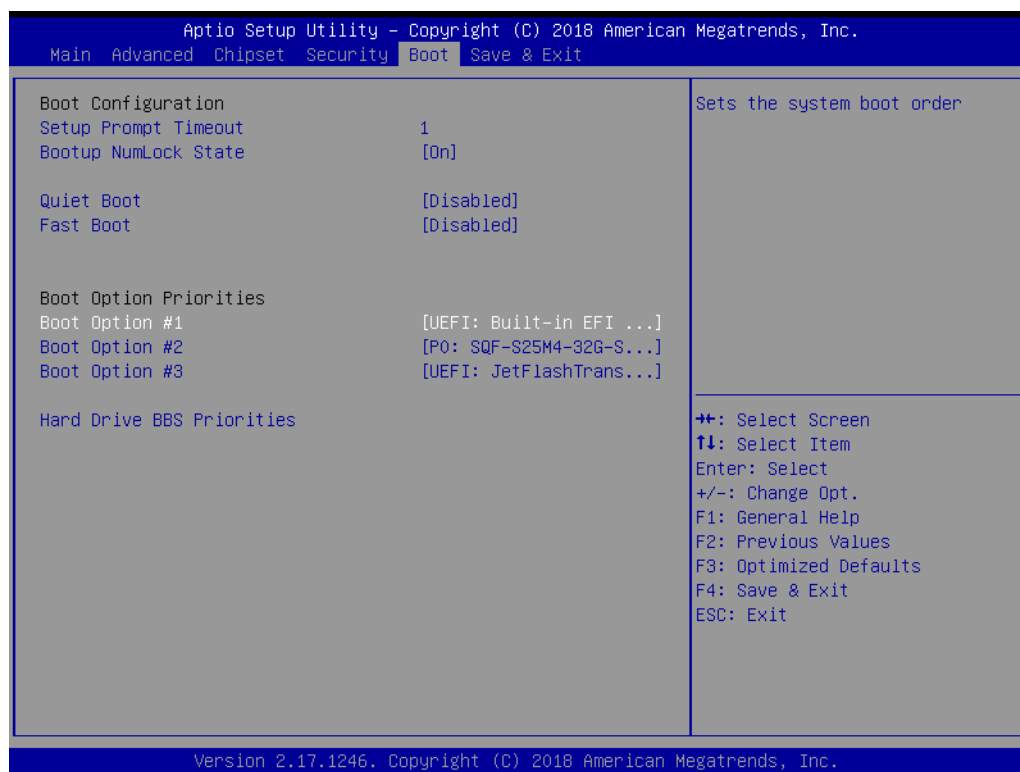 Aptio Setup Utility – Copyright (C) 2018 American Megatrends, Inc.
Main Advanced Chipset Security Boot Save & Exit
Boot Configuration
Setup Prompt Timeout 1
Bootup NumLock State [On]
Quiet Boot [Disabled]
Fast Boot [Disabled]
Boot Option Priorities
Boot Option #1 [UEFI: Built-in EFI ...]
Boot Option #2 [P0: SQF-S25M4-32G-S...]
Boot Option #3 [UEFI: JetFlashTrans...]
Hard Drive BBS Priorities
Sets the system boot order
→←: Select Screen
↑↓: Select Item
Enter: Select
+/-: Change Opt.
F1: General Help
F2: Previous Values
F3: Optimized Defaults
F4: Save & Exit
ESC: Exit
Version 2.17.1246. Copyright (C) 2018 American Megatrends, Inc.